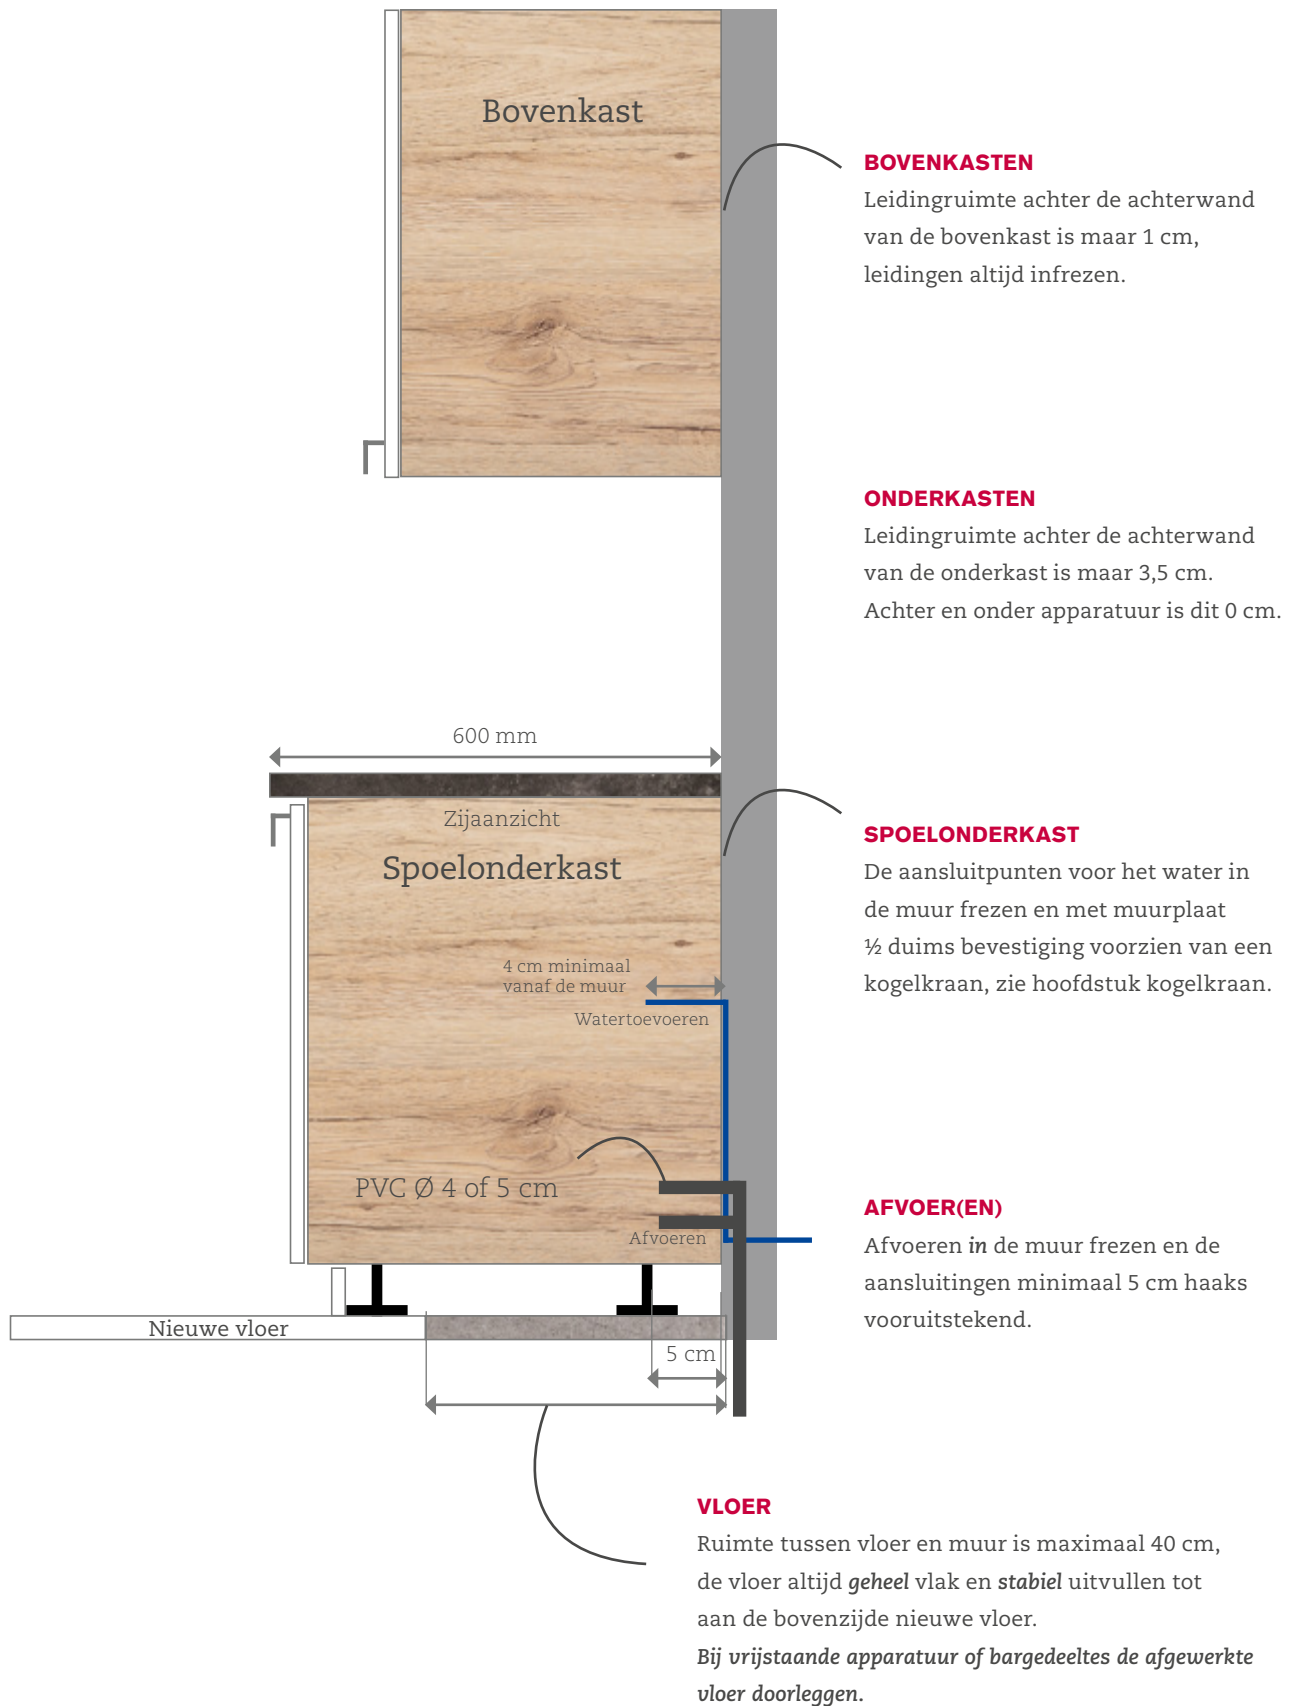 Bovenkast
BOVENKASTEN
Leidingruimte achter de achterwand
van de bovenkast is maar 1 cm,
leidingen altijd infrezen.
ONDERKASTEN
Leidingruimte achter de achterwand
van de onderkast is maar 3,5 cm.
Achter en onder apparatuur is dit 0 cm.
600 mm
Zijaanzicht
Spoelonderkast
SPOELONDERKAST
De aansluitpunten voor het water in
de muur frezen en met muurplaat
½ duims bevestiging voorzien van een
kogelkraan, zie hoofdstuk kogelkraan.
4 cm minimaal
vanaf de muur
Watertoevoeren
PVC Ø 4 of 5 cm
Afvoeren
AFVOER(EN)
Afvoeren in de muur frezen en de
aansluitingen minimaal 5 cm haaks
vooruitstekend.
Nieuwe vloer
5 cm
VLOER
Ruimte tussen vloer en muur is maximaal 40 cm,
de vloer altijd geheel vlak en stabiel uitvullen tot
aan de bovenzijde nieuwe vloer.
Bij vrijstaande apparatuur of bargedeeltes de afgewerkte
vloer doorleggen.